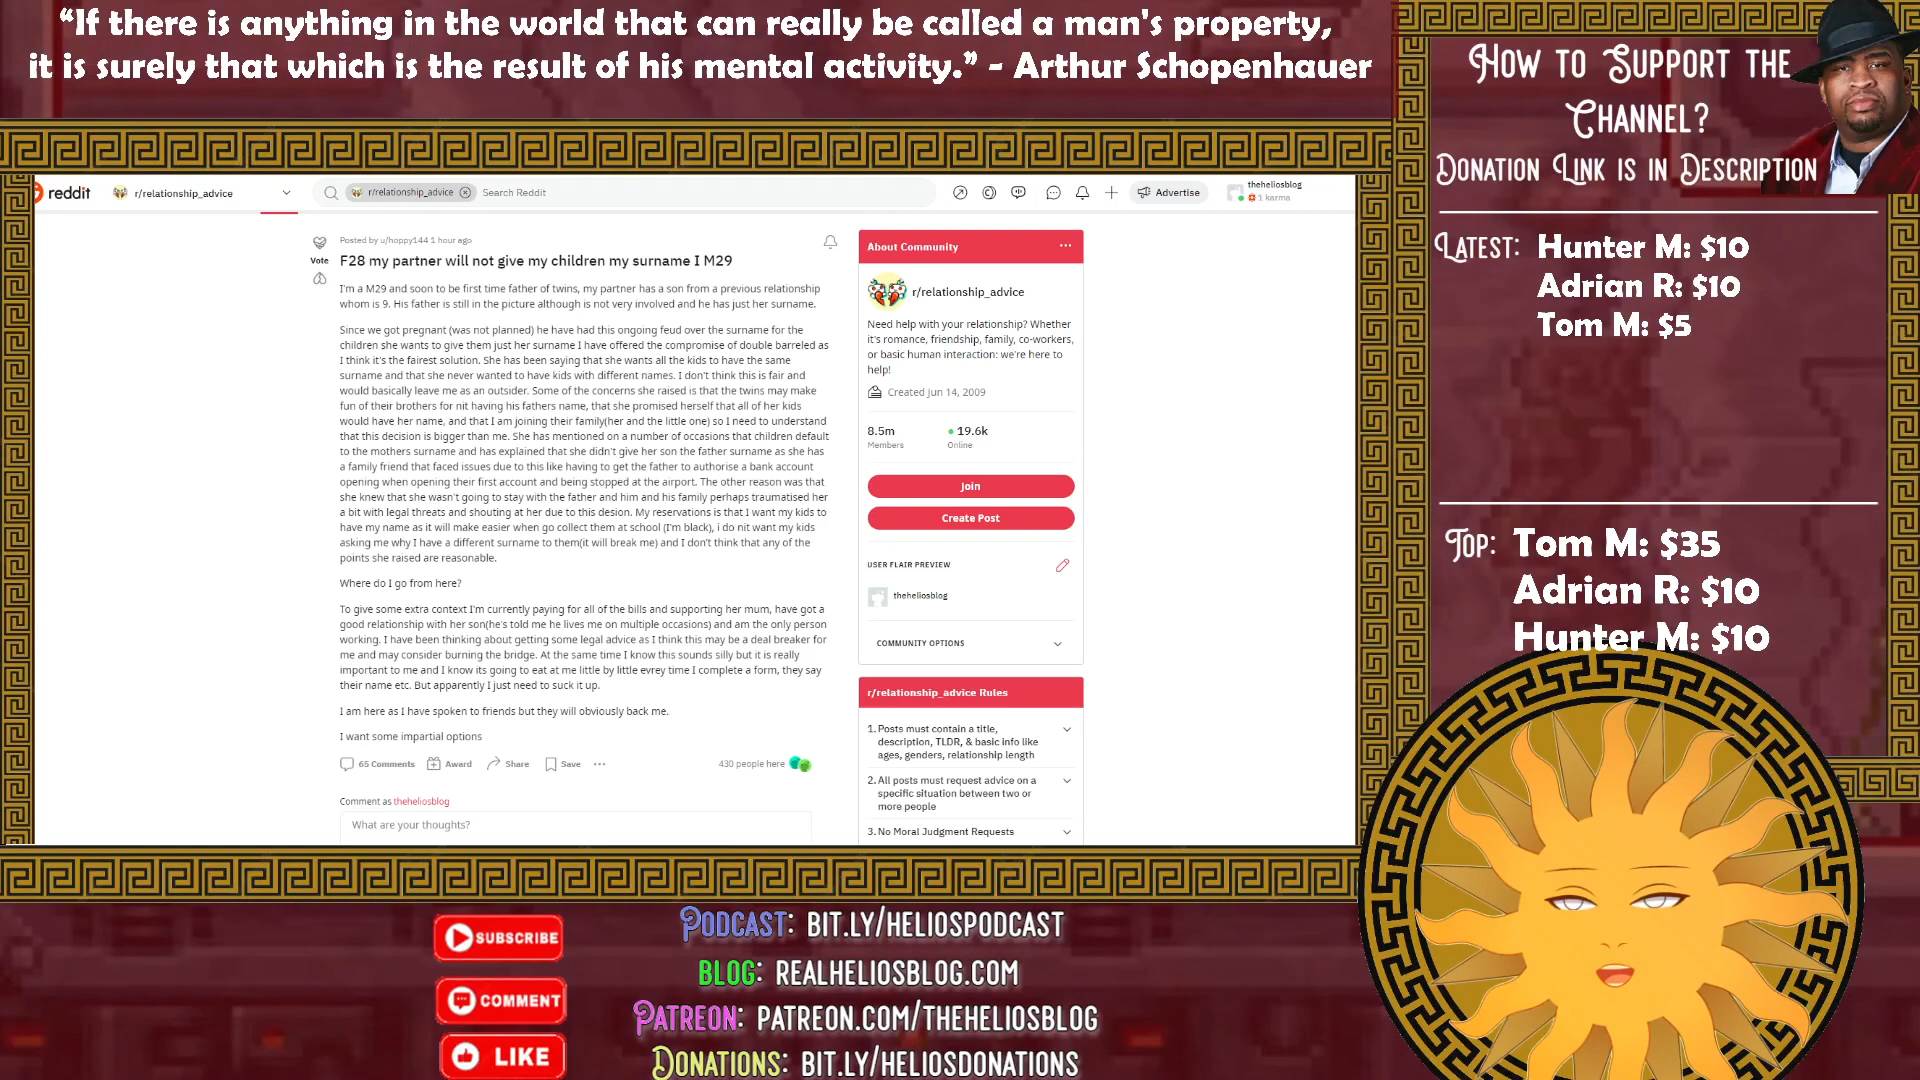 “If there is anything in the world that can really be called a man's property,
it is surely that which is the result of his mental activity.” - Arthur Schopenhauer
How to Support the
Channel?
Donation Link is in Description
Latest: Hunter M: $10
Adrian R: $10
Tom M: $5
Top: Tom M: $35
Adrian R: $10
Hunter M: $10
reddit
r/relationship_advice
r/relationship_advice
Search Reddit
Advertise
theheliosblog
1 karma
Posted by u/hoppy144 1 hour ago
Vote
F28 my partner will not give my children my surname I M29
I'm a M29 and soon to be first time father of twins, my partner has a son from a previous relationship
whom is 9. His father is still in the picture although is not very involved and he has just her surname.
Since we got pregnant (was not planned) he have had this ongoing feud over the surname for the
children she wants to give them just her surname I have offered the compromise of double barreled as
I think it's the fairest solution. She has been saying that she wants all the kids to have the same
surname and that she never wanted to have kids with different names. I don't think this is fair and
would basically leave me as an outsider. Some of the concerns she raised is that the twins may make
fun of their brothers for nit having his fathers name, that she promised herself that all of her kids
would have her name, and that I am joining their family(her and the little one) so I need to understand
that this decision is bigger than me. She has mentioned on a number of occasions that children default
to the mothers surname and has explained that she didn't give her son the father surname as she has
a family friend that faced issues due to this like having to get the father to authorise a bank account
opening when opening their first account and being stopped at the airport. The other reason was that
she knew that she wasn't going to stay with the father and him and his family perhaps traumatised her
a bit with legal threats and shouting at her due to this desion. My reservations is that I want my kids to
have my name as it will make easier when go collect them at school (I'm black), i do nit want my kids
asking me why I have a different surname to them(it will break me) and I don't think that any of the
points she raised are reasonable.
Where do I go from here?
To give some extra context I'm currently paying for all of the bills and supporting her mum, have got a
good relationship with her son(he's told me he lives me on multiple occasions) and am the only person
working. I have been thinking about getting some legal advice as I think this may be a deal breaker for
me and may consider burning the bridge. At the same time I know this sounds silly but it is really
important to me and I know its going to eat at me little by little evrey time I complete a form, they say
their name etc. But apparently I just need to suck it up.
I am here as I have spoken to friends but they will obviously back me.
I want some impartial options
65 Comments
Award
Share
Save
430 people here
Comment as theheliosblog
What are your thoughts?
About Community
r/relationship_advice
Need help with your relationship? Whether
it's romance, friendship, family, co-workers,
or basic human interaction: we're here to
help!
Created Jun 14, 2009
8.5m
Members
19.6k
Online
Join
Create Post
USER FLAIR PREVIEW
theheliosblog
COMMUNITY OPTIONS
r/relationship_advice Rules
1. Posts must contain a title,
description, TLDR, & basic info like
ages, genders, relationship length
2. All posts must request advice on a
specific situation between two or
more people
3. No Moral Judgment Requests
SUBSCRIBE
COMMENT
LIKE
Podcast: bit.ly/heliospodcast
Blog: realheliosblog.com
Patreon: patreon.com/theheliosblog
Donations: bit.ly/heliosdonations